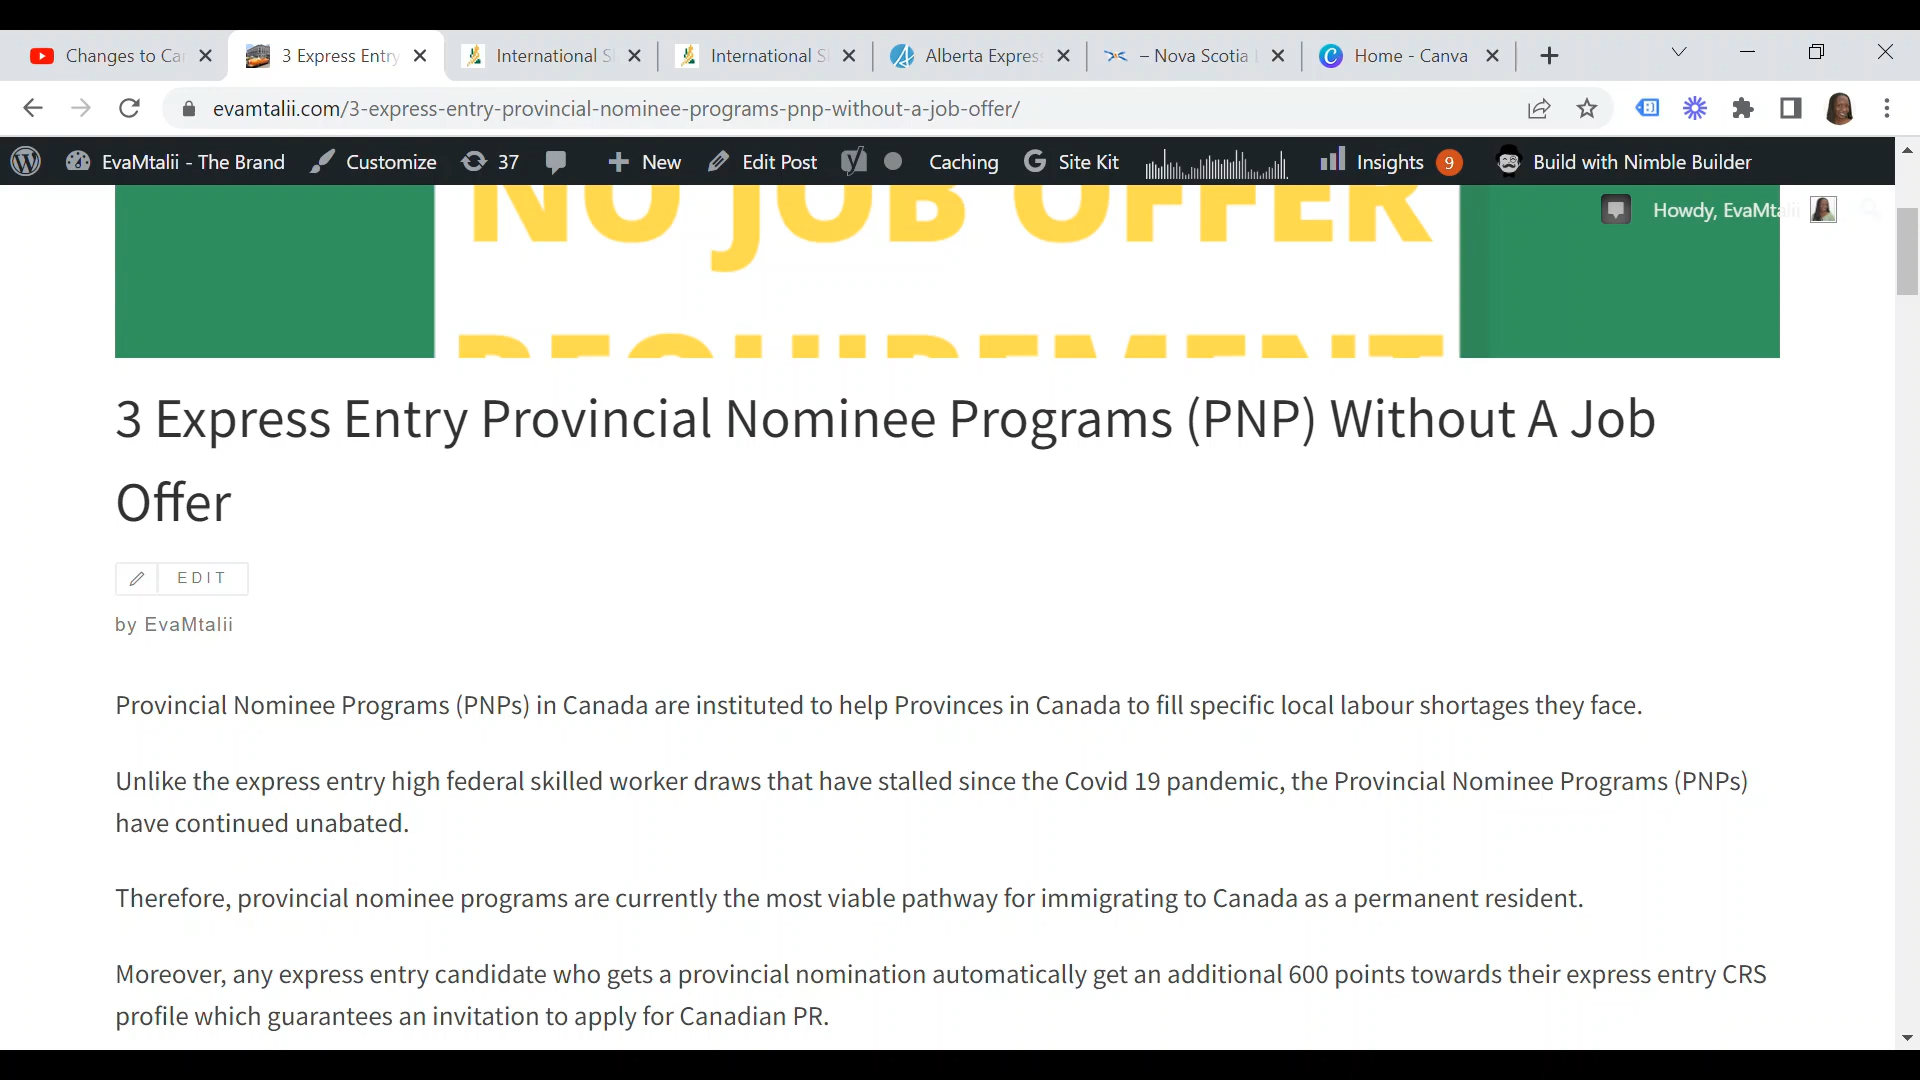 Changes to Ca
3 Express Entry
International S
International S
Alberta Express
– Nova Scotia
Home - Canva
evamtalii.com/3-express-entry-provincial-nominee-programs-pnp-without-a-job-offer/
EvaMtalii - The Brand
Customize
37
New
Edit Post
Caching
Site Kit
Insights
9
Build with Nimble Builder
Howdy, EvaMtalii
NO JOB OFFER
REQUIREMENT
3 Express Entry Provincial Nominee Programs (PNP) Without A Job
Offer
EDIT
by EvaMtalii
Provincial Nominee Programs (PNPs) in Canada are instituted to help Provinces in Canada to fill specific local labour shortages they face.
Unlike the express entry high federal skilled worker draws that have stalled since the Covid 19 pandemic, the Provincial Nominee Programs (PNPs)
have continued unabated.
Therefore, provincial nominee programs are currently the most viable pathway for immigrating to Canada as a permanent resident.
Moreover, any express entry candidate who gets a provincial nomination automatically get an additional 600 points towards their express entry CRS
profile which guarantees an invitation to apply for Canadian PR.